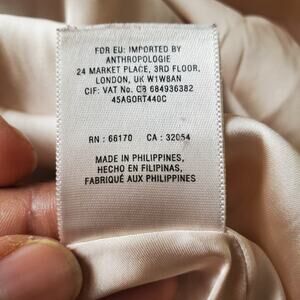 FOR EU: IMPORTED BY
ANTHROPOLOGIE
24 MARKET PLACE, 3RD FLOOR,
LONDON, UK W1W8AN
CIF: VAT No. CB 684936382
45AGORT440C
RN : 66170 CA : 32054
MADE IN PHILIPPINES,
HECHO EN FILIPINAS,
FABRIQUÉ AUX PHILIPPINES